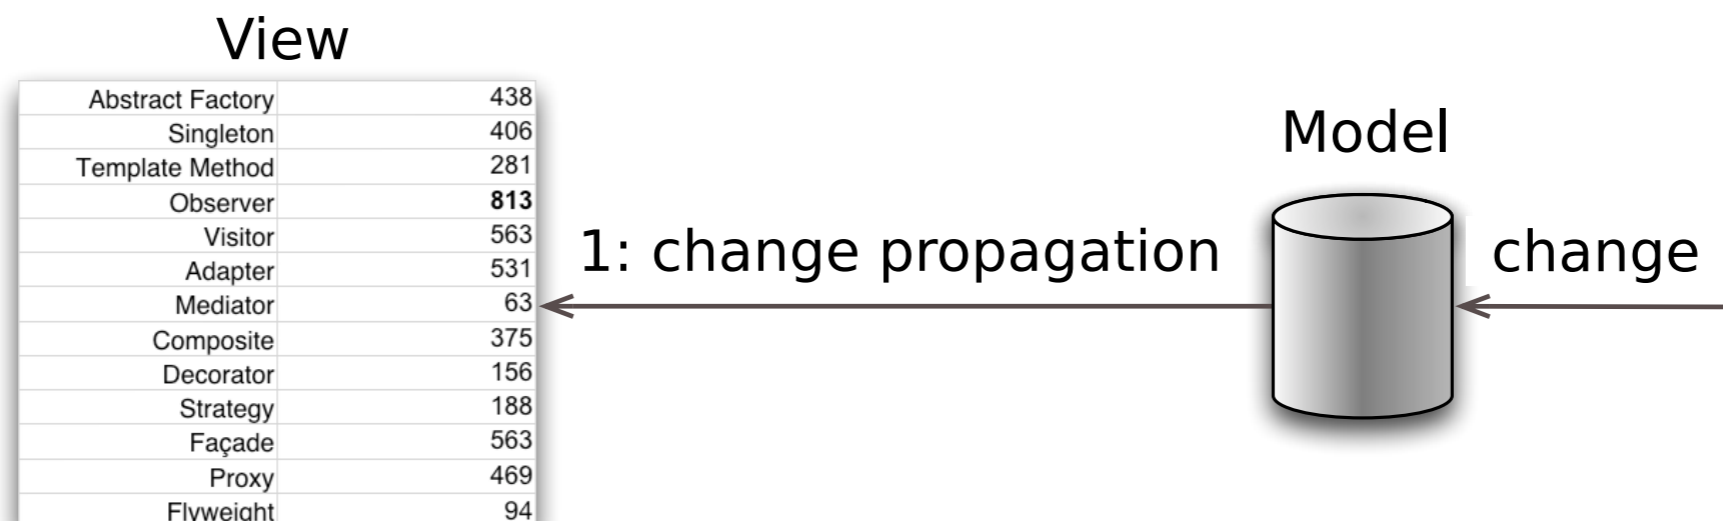 View
Abstract Factory 438
Singleton 406
Template Method 281
Observer 813
Visitor 563
Adapter 531
Mediator 63
Composite 375
Decorator 156
Strategy 188
Façade 563
Proxy 469
Flyweight 94
Model
1: change propagation
change